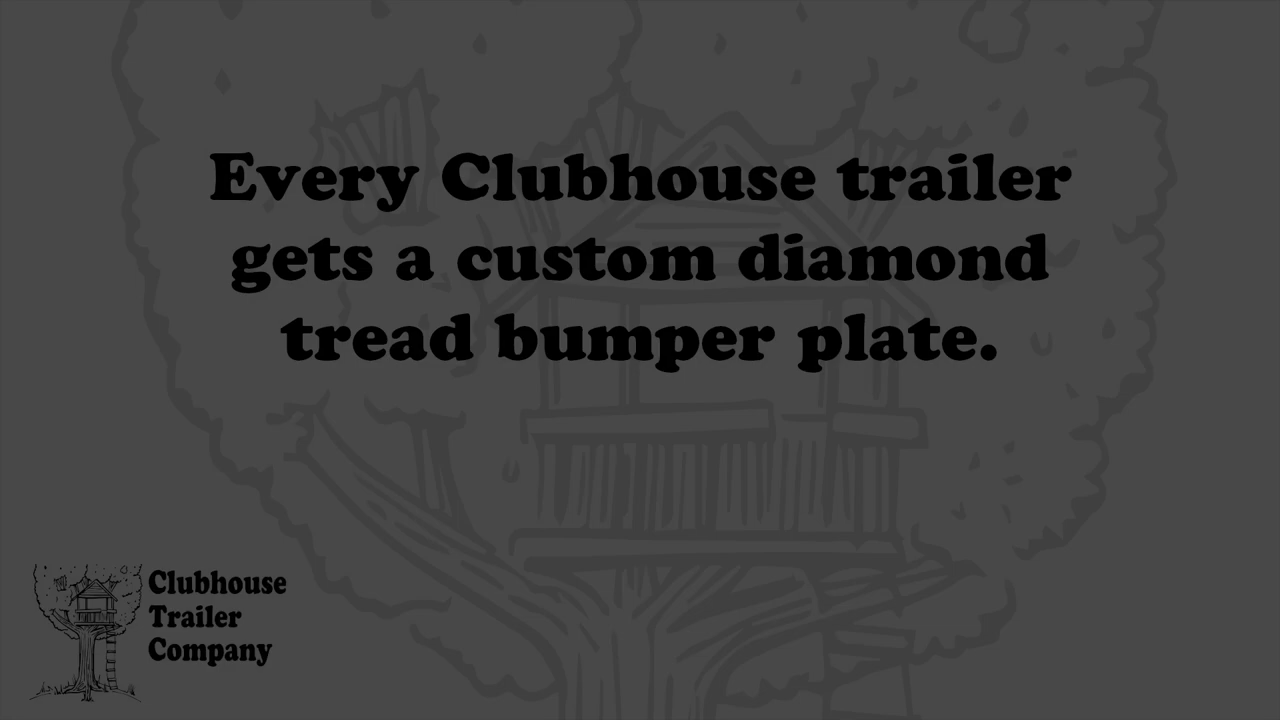 Every Clubhouse trailer
gets a custom diamond
tread bumper plate.
Clubhouse
Trailer
Company